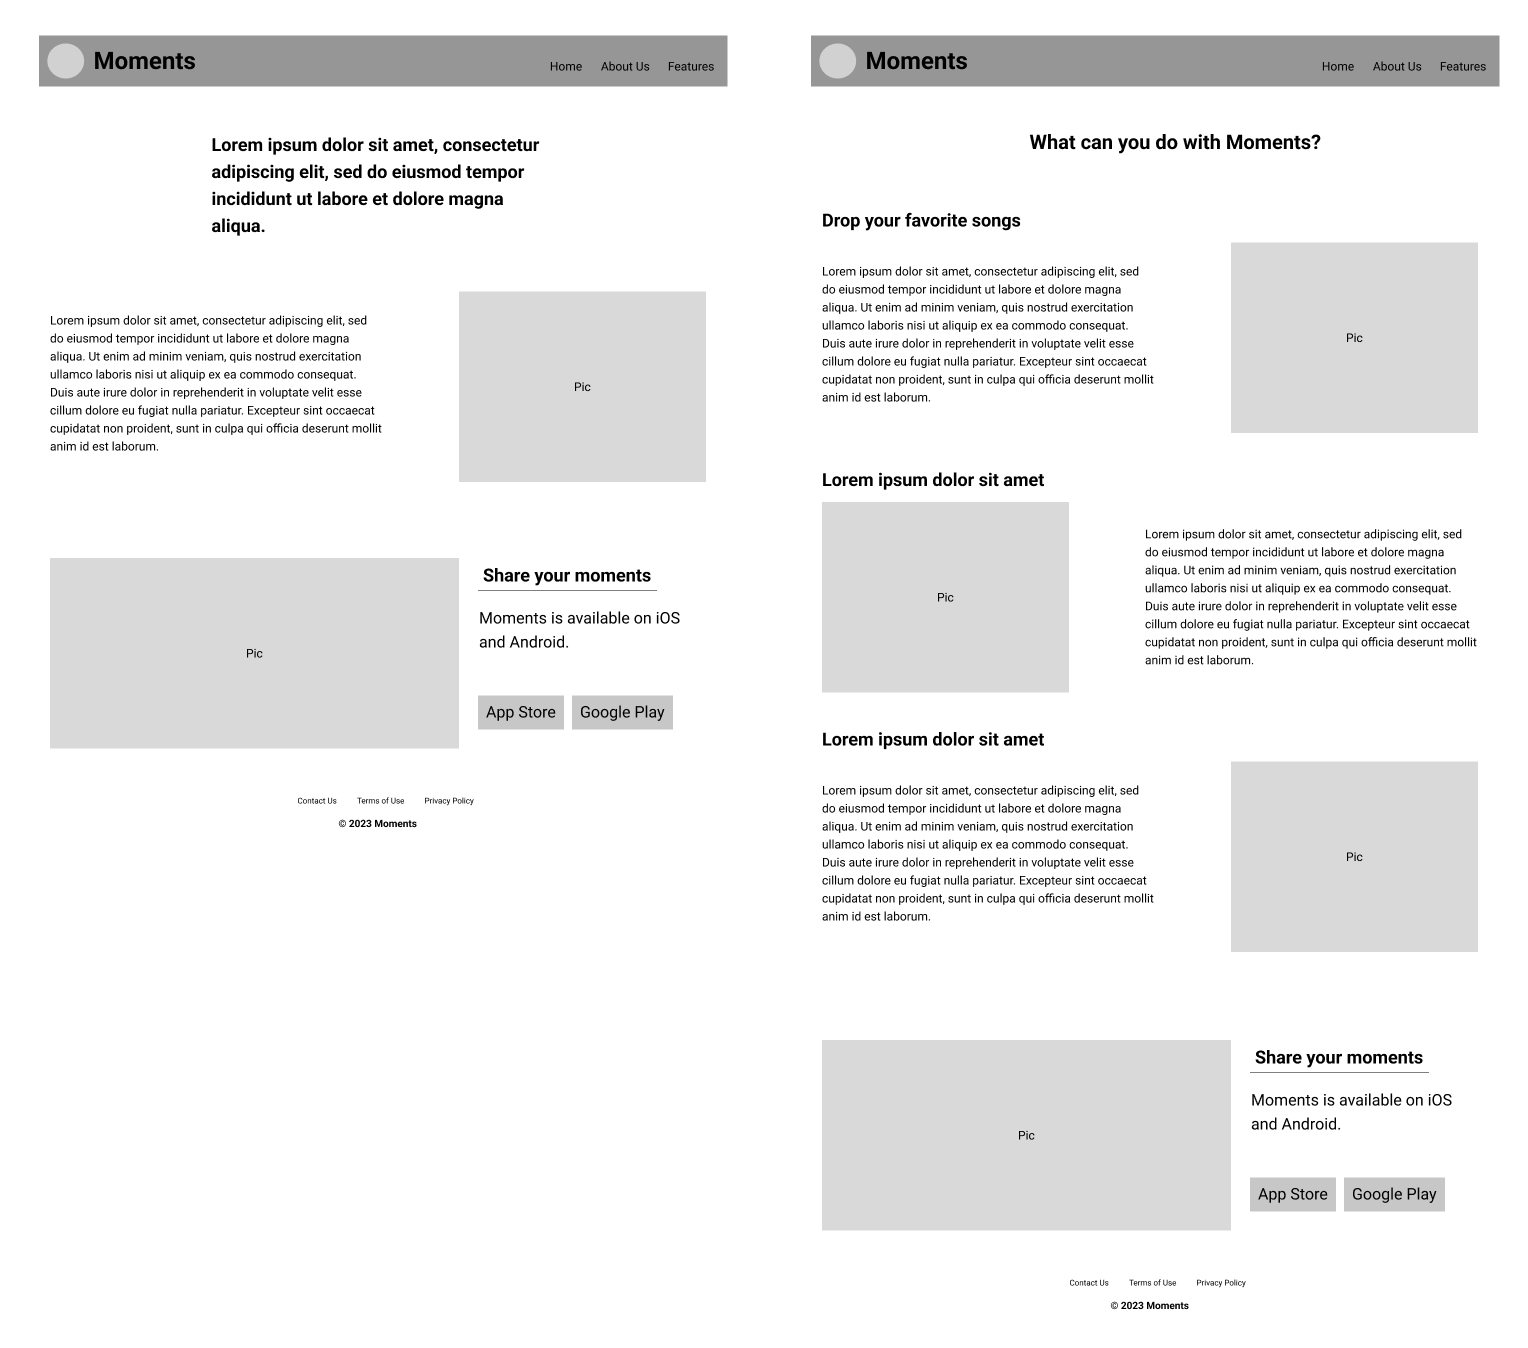 Moments
Home About Us Features
Lorem ipsum dolor sit amet, consectetur
adipiscing elit, sed do eiusmod tempor
incididunt ut labore et dolore magna
aliqua.
Lorem ipsum dolor sit amet, consectetur adipiscing elit, sed
do eiusmod tempor incididunt ut labore et dolore magna
aliqua. Ut enim ad minim veniam, quis nostrud exercitation
ullamco laboris nisi ut aliquip ex ea commodo consequat.
Duis aute irure dolor in reprehenderit in voluptate velit esse
cillum dolore eu fugiat nulla pariatur. Excepteur sint occaecat
cupidatat non proident, sunt in culpa qui officia deserunt mollit
anim id est laborum.
Pic
Pic
Share your moments
Moments is available on iOS
and Android.
App Store Google Play
Contact Us Terms of Use Privacy Policy
© 2023 Moments
Moments
Home About Us Features
What can you do with Moments?
Drop your favorite songs
Lorem ipsum dolor sit amet, consectetur adipiscing elit, sed
do eiusmod tempor incididunt ut labore et dolore magna
aliqua. Ut enim ad minim veniam, quis nostrud exercitation
ullamco laboris nisi ut aliquip ex ea commodo consequat.
Duis aute irure dolor in reprehenderit in voluptate velit esse
cillum dolore eu fugiat nulla pariatur. Excepteur sint occaecat
cupidatat non proident, sunt in culpa qui officia deserunt mollit
anim id est laborum.
Pic
Lorem ipsum dolor sit amet
Pic
Lorem ipsum dolor sit amet, consectetur adipiscing elit, sed
do eiusmod tempor incididunt ut labore et dolore magna
aliqua. Ut enim ad minim veniam, quis nostrud exercitation
ullamco laboris nisi ut aliquip ex ea commodo consequat.
Duis aute irure dolor in reprehenderit in voluptate velit esse
cillum dolore eu fugiat nulla pariatur. Excepteur sint occaecat
cupidatat non proident, sunt in culpa qui officia deserunt mollit
anim id est laborum.
Lorem ipsum dolor sit amet
Lorem ipsum dolor sit amet, consectetur adipiscing elit, sed
do eiusmod tempor incididunt ut labore et dolore magna
aliqua. Ut enim ad minim veniam, quis nostrud exercitation
ullamco laboris nisi ut aliquip ex ea commodo consequat.
Duis aute irure dolor in reprehenderit in voluptate velit esse
cillum dolore eu fugiat nulla pariatur. Excepteur sint occaecat
cupidatat non proident, sunt in culpa qui officia deserunt mollit
anim id est laborum.
Pic
Pic
Share your moments
Moments is available on iOS
and Android.
App Store Google Play
Contact Us Terms of Use Privacy Policy
© 2023 Moments